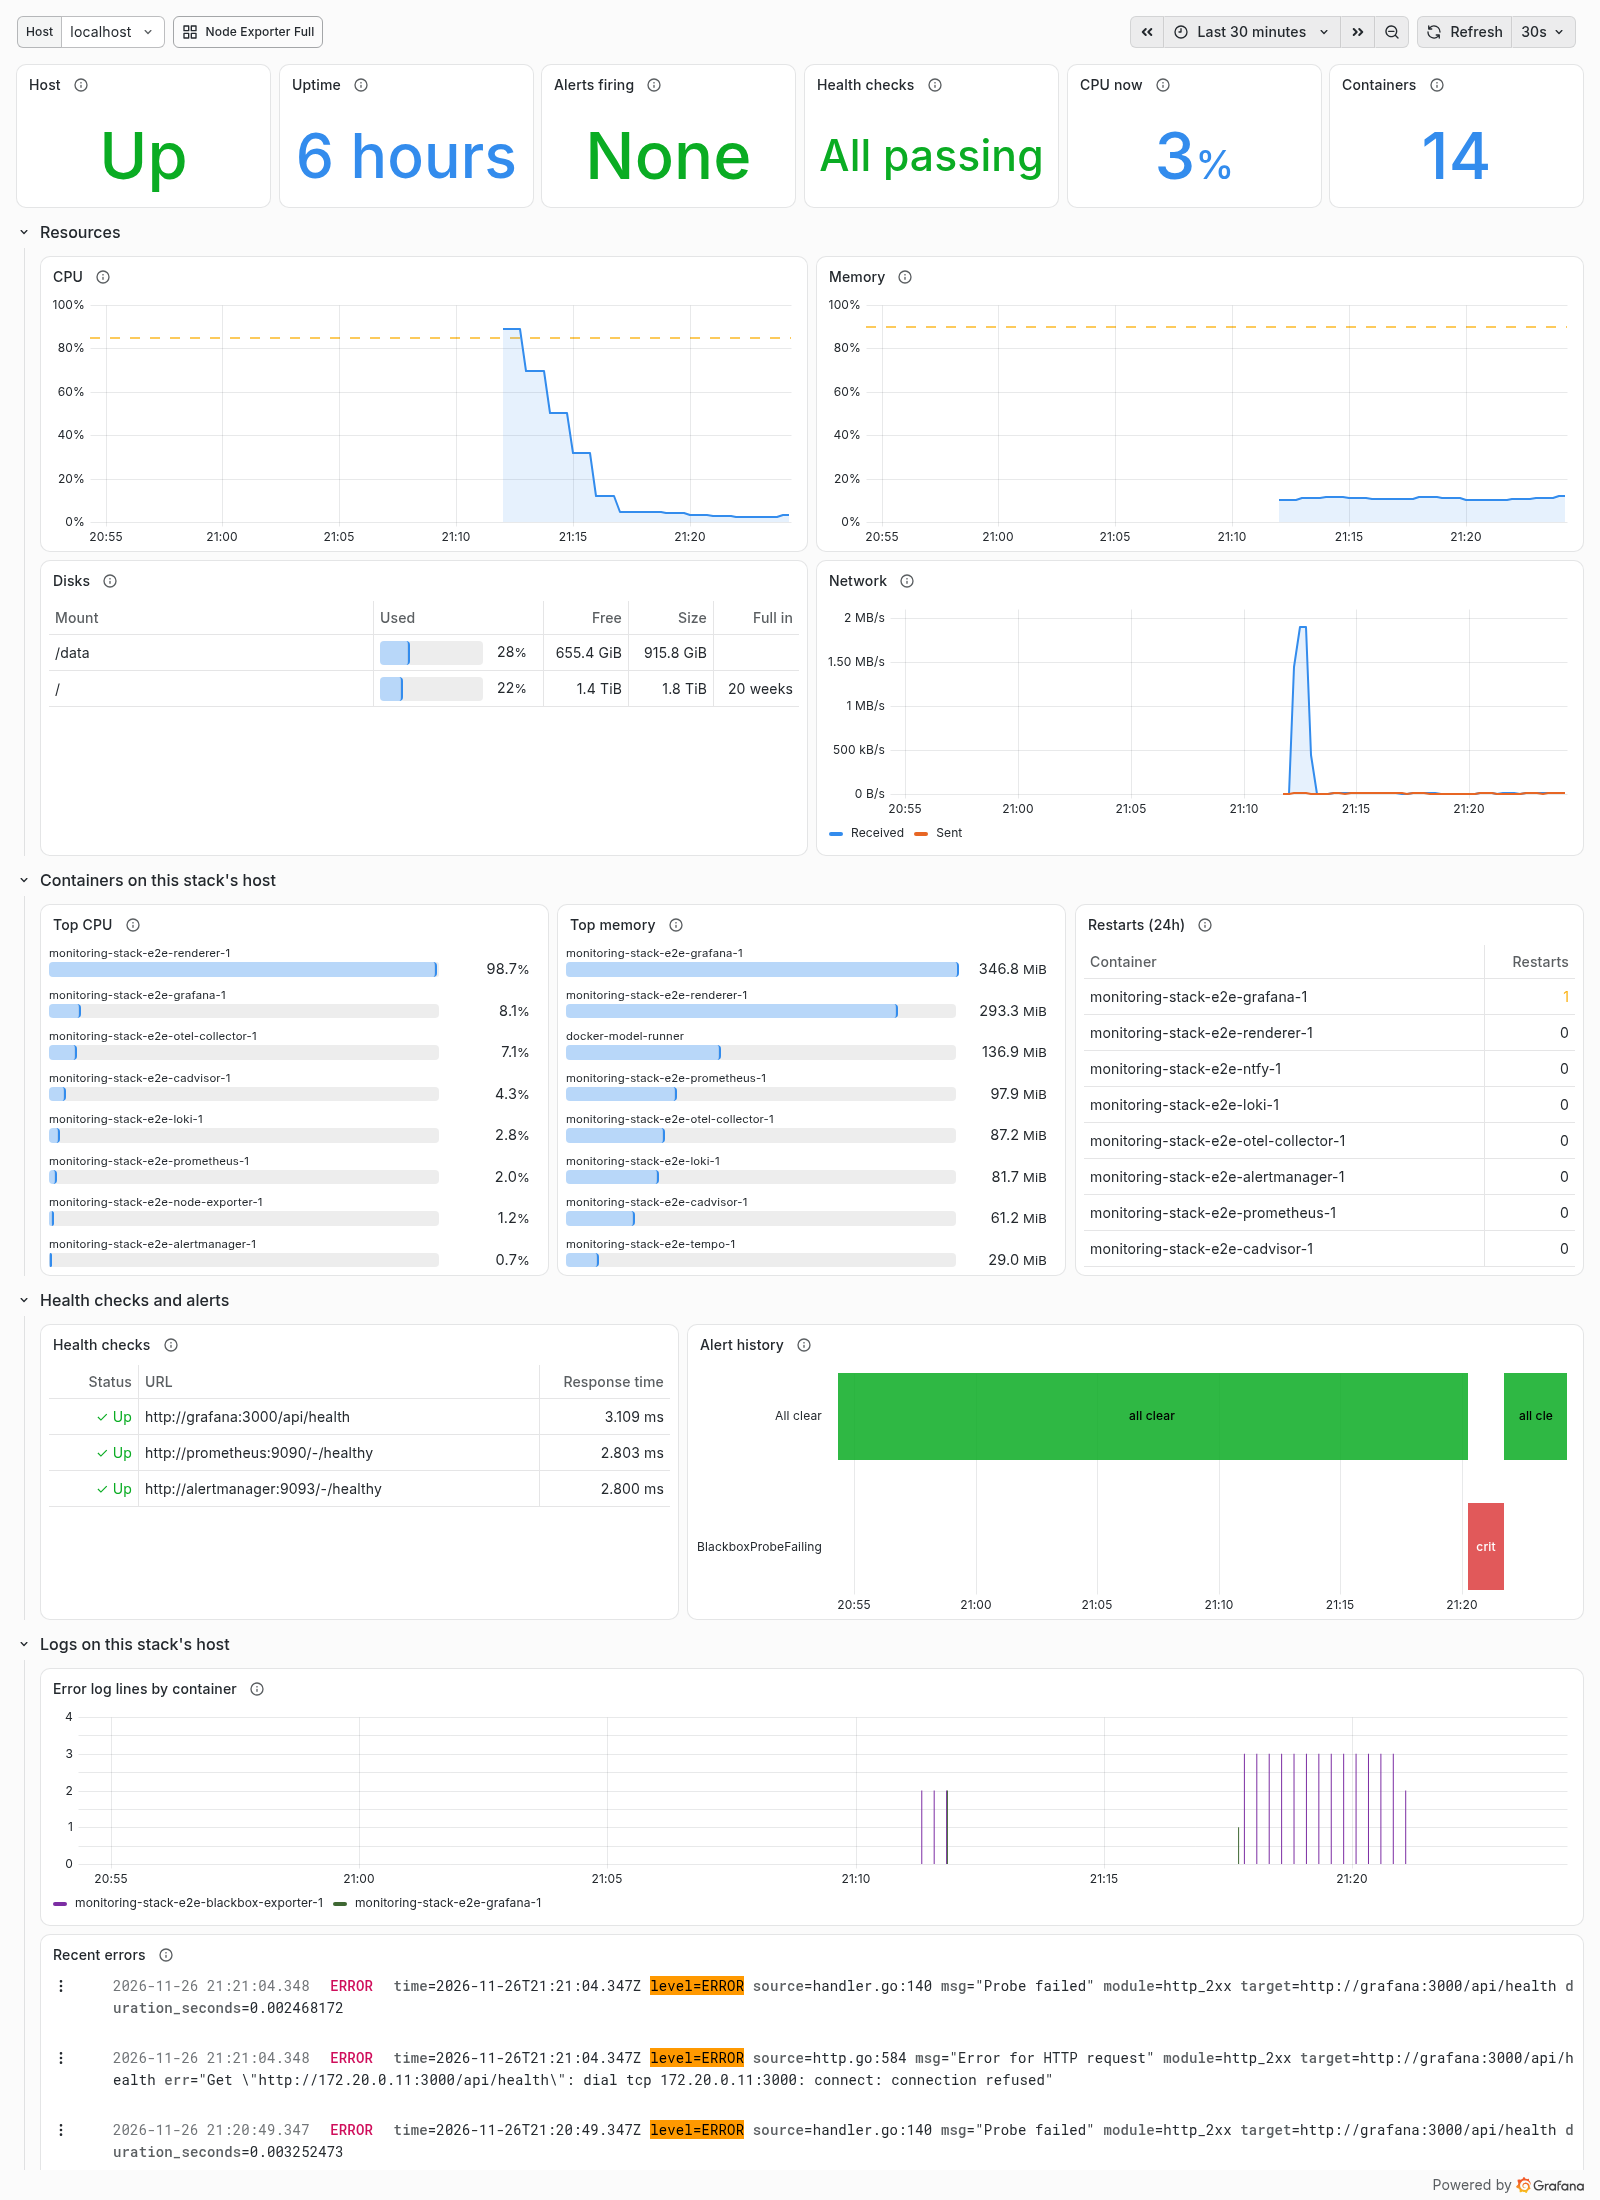 Host localhost Node Exporter Full Last 30 minutes Refresh 30s
Host Uptime Alerts firing Health checks CPU now Containers
Up 6 hours None All passing 3% 14
Resources
CPU
100%
80%
60%
40%
20%
0%
20:55 21:00 21:05 21:10 21:15 21:20
Memory
100%
80%
60%
40%
20%
0%
20:55 21:00 21:05 21:10 21:15 21:20
Disks
Mount Used Free Size Full in
/data 28% 655.4 GiB 915.8 GiB
/ 22% 1.4 TiB 1.8 TiB 20 weeks
Network
2 MB/s
1.50 MB/s
1 MB/s
500 kB/s
0 B/s
20:55 21:00 21:05 21:10 21:15 21:20
Received Sent
Containers on this stack's host
Top CPU
monitoring-stack-e2e-renderer-1
98.7%
monitoring-stack-e2e-grafana-1
8.1%
monitoring-stack-e2e-otel-collector-1
7.1%
monitoring-stack-e2e-cadvisor-1
4.3%
monitoring-stack-e2e-loki-1
2.8%
monitoring-stack-e2e-prometheus-1
2.0%
monitoring-stack-e2e-node-exporter-1
1.2%
monitoring-stack-e2e-alertmanager-1
0.7%
Top memory
monitoring-stack-e2e-grafana-1
346.8 MiB
monitoring-stack-e2e-renderer-1
293.3 MiB
docker-model-runner
136.9 MiB
monitoring-stack-e2e-prometheus-1
97.9 MiB
monitoring-stack-e2e-otel-collector-1
87.2 MiB
monitoring-stack-e2e-loki-1
81.7 MiB
monitoring-stack-e2e-cadvisor-1
61.2 MiB
monitoring-stack-e2e-tempo-1
29.0 MiB
Restarts (24h)
Container Restarts
monitoring-stack-e2e-grafana-1 1
monitoring-stack-e2e-renderer-1 0
monitoring-stack-e2e-ntfy-1 0
monitoring-stack-e2e-loki-1 0
monitoring-stack-e2e-otel-collector-1 0
monitoring-stack-e2e-alertmanager-1 0
monitoring-stack-e2e-prometheus-1 0
monitoring-stack-e2e-cadvisor-1 0
Health checks and alerts
Health checks
Status URL Response time
Up http://grafana:3000/api/health 3.109 ms
Up http://prometheus:9090/-/healthy 2.803 ms
Up http://alertmanager:9093/-/healthy 2.800 ms
Alert history
All clear all clear all cle
BlackboxProbeFailing crit
20:55 21:00 21:05 21:10 21:15 21:20
Logs on this stack's host
Error log lines by container
4
3
2
1
0
20:55 21:00 21:05 21:10 21:15 21:20
monitoring-stack-e2e-blackbox-exporter-1 monitoring-stack-e2e-grafana-1
Recent errors
2026-11-26 21:21:04.348 ERROR time=2026-11-26T21:21:04.347Z level=ERROR source=handler.go:140 msg="Probe failed" module=http_2xx target=http://grafana:3000/api/health d
uration_seconds=0.002468172
2026-11-26 21:21:04.348 ERROR time=2026-11-26T21:21:04.347Z level=ERROR source=http.go:584 msg="Error for HTTP request" module=http_2xx target=http://grafana:3000/api/h
ealth err="Get \"http://172.20.0.11:3000/api/health\": dial tcp 172.20.0.11:3000: connect: connection refused"
2026-11-26 21:20:49.347 ERROR time=2026-11-26T21:20:49.347Z level=ERROR source=handler.go:140 msg="Probe failed" module=http_2xx target=http://grafana:3000/api/health d
uration_seconds=0.003252473
Powered by Grafana